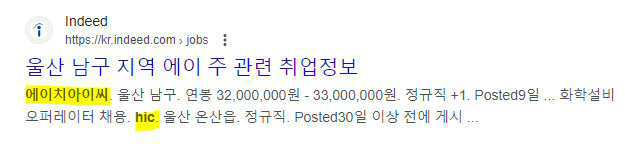 Indeed
https://kr.indeed.com › jobs
울산 남구 지역 에이 주 관련 취업정보
에이치아이씨. 울산 남구. 연봉 32,000,000원 - 33,000,000원. 정규직 +1. Posted9일 ... 화학설비
오퍼레이터 채용. hic. 울산 온산읍. 정규직. Posted30일 이상 전에 게시 ...